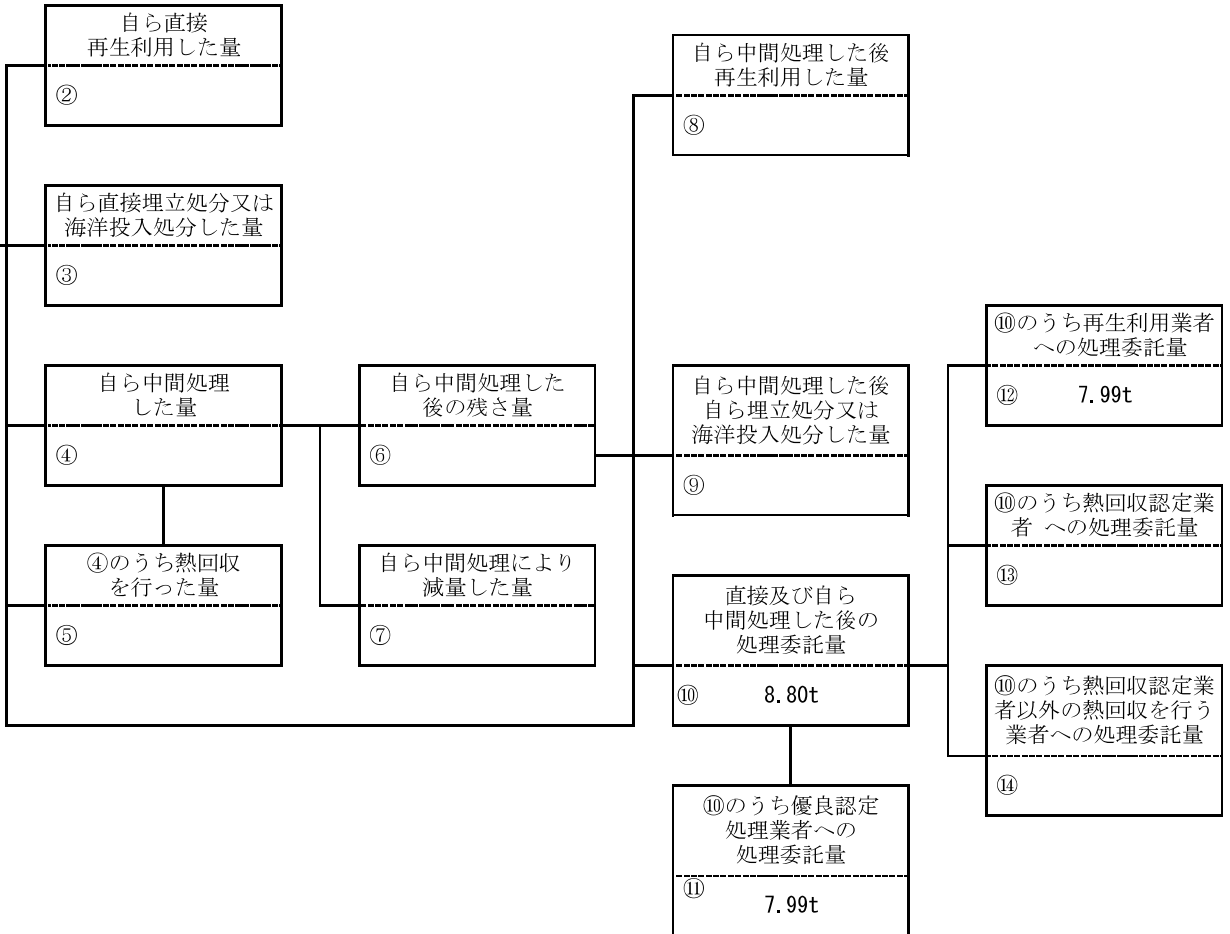 自ら直接
再生利用した量
②
自ら直接埋立処分又は
海洋投入処分した量
③
自ら中間処理
した量
④
④のうち熱回収
を行った量
⑤
自ら中間処理した
後の残さ量
⑥
自ら中間処理により
減量した量
⑦
自ら中間処理した後
再生利用した量
⑧
自ら中間処理した後
自ら埋立処分又は
海洋投入処分した量
⑨
直接及び自ら
中間処理した後の
処理委託量
⑩ 8.80t
⑩のうち優良認定
処理業者への
処理委託量
⑪ 7.99t
⑩のうち再生利用業者
への処理委託量
⑫ 7.99t
⑩のうち熱回収認定業
者 への処理委託量
⑬
⑩のうち熱回収認定業
者以外の熱回収を行う
業者への処理委託量
⑭